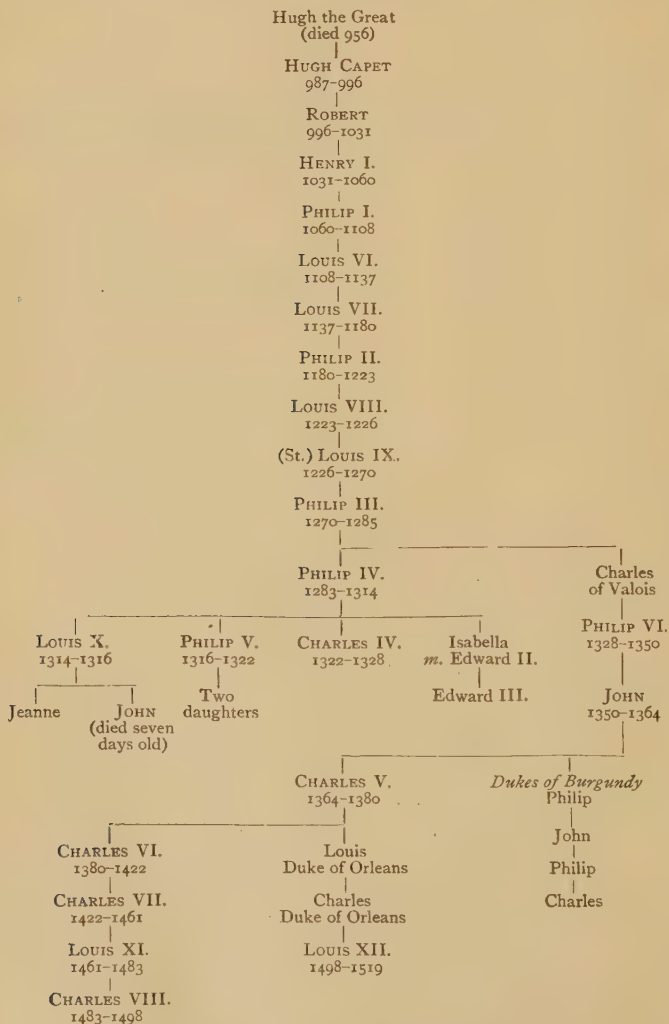 Hugh the Great
(died 956)
HUGH CAPET
987–996
ROBERT
996–1031
HENRY I.
1031–1060
PHILIP I.
1060–1108
LOUIS VI.
1108–1137
LOUIS VII.
1137–1180
PHILIP II.
1180–1223
LOUIS VIII.
1223–1226
(St.) LOUIS IX.
1226–1270
PHILIP III.
1270–1285
PHILIP IV.
1283–1314
Charles
of Valois
LOUIS X.
1314–1316
PHILIP V.
1316–1322
CHARLES IV.
1322–1328
Isabella
m. Edward II.
PHILIP VI.
1328–1350
Jeanne
JOHN
(died seven
days old)
Two
daughters
Edward III.
JOHN
1350–1364
CHARLES V.
1364–1380
Dukes of Burgundy
Philip
John
Philip
Charles
CHARLES VI.
1380–1422
Louis
Duke of Orleans
CHARLES VII.
1422–1461
Charles
Duke of Orleans
LOUIS XI.
1461–1483
LOUIS XII.
1498–1519
CHARLES VIII.
1483–1498